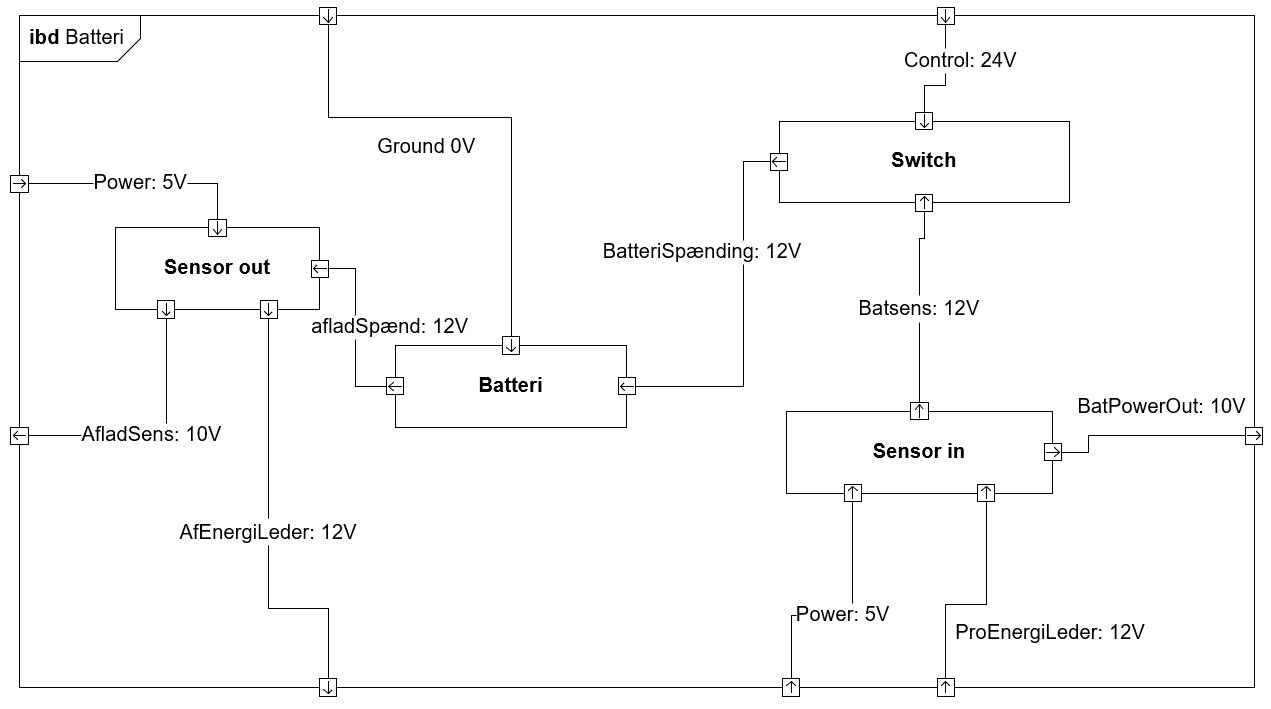 ibd Batteri
Control: 24V
Ground 0V
Switch
Power: 5V
BatteriSpænding: 12V
Sensor out
Batsens: 12V
afladSpænd: 12V
Batteri
BatPowerOut: 10V
AfladSens: 10V
Sensor in
AfEnergiLeder: 12V
Power: 5V
ProEnergiLeder: 12V